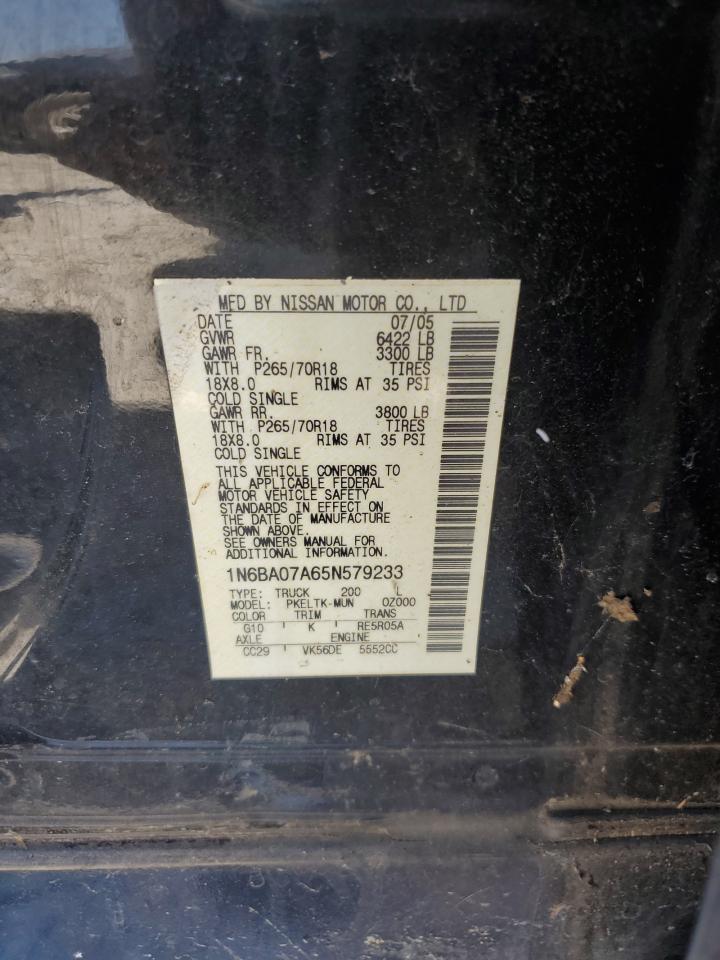 MFD BY NISSAN MOTOR CO., LTD
DATE 07/05
GVWR 6422 LB
GAWR FR. 3300 LB
WITH P265/70R18 TIRES
18X8.0 RIMS AT 35 PSI
COLD SINGLE
GAWR RR. 3800 LB
WITH P265/70R18 TIRES
18X8.0 RIMS AT 35 PSI
COLD SINGLE
THIS VEHICLE CONFORMS TO
ALL APPLICABLE FEDERAL
MOTOR VEHICLE SAFETY
STANDARDS IN EFFECT ON
THE DATE OF MANUFACTURE
SHOWN ABOVE.
SEE OWNERS MANUAL FOR
ADDITIONAL INFORMATION
1N6BA07A65N579233
TYPE: TRUCK 200 L
MODEL: PKELTK-MUN 0Z000
COLOR TRIM TRANS
G10 K RE5R05A
AXLE ENGINE
CC29 VK56DE 5552CC